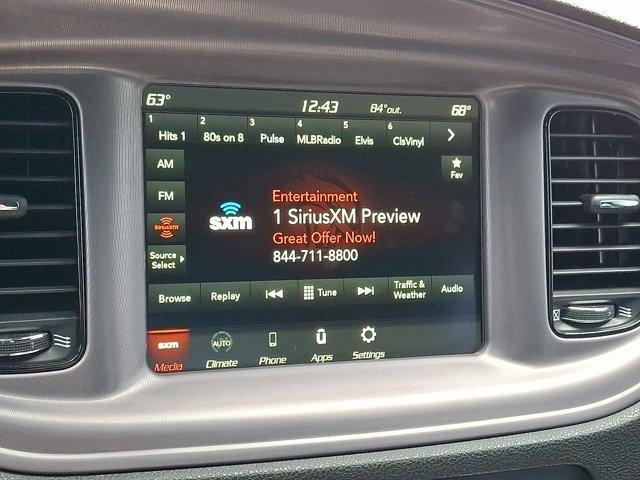 63° 12:43 84°out. 68°
1 Hits 1 2 80s on 8 3 Pulse 4 MLBRadio 5 Elvis 6 ClsVinyl
AM
Fav
FM
Entertainment
sxm
1 SiriusXM Preview
SiriusXM
Great Offer Now!
844-711-8800
Source
Select
Browse Replay Tune Traffic & Weather Audio
sxm AUTO
Media Climate Phone Apps Settings